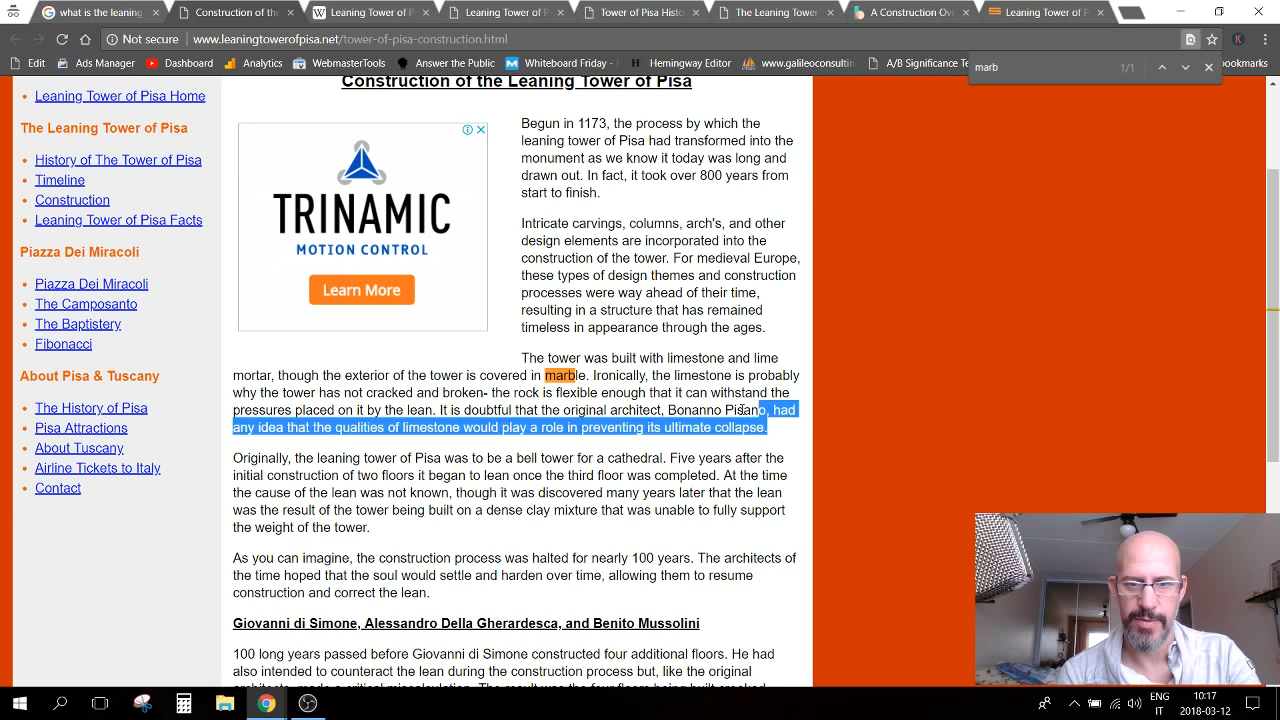 what is the leaning
Construction of the
Leaning Tower of P
Leaning Tower of P
Tower of Pisa Histo
The Leaning Tower
A Construction Ov
Leaning Tower of P
Not secure
www.leaningtowerofpisa.net/tower-of-pisa-construction.html
K
Edit
Ads Manager
Dashboard
Analytics
WebmasterTools
Answer the Public
Whiteboard Friday -
Hemingway Editor
www.galileoconsultin
A/B Significance Te
bookmarks
marb
1/1
Construction of the Leaning Tower of Pisa
Leaning Tower of Pisa Home
The Leaning Tower of Pisa
History of The Tower of Pisa
Timeline
Construction
Leaning Tower of Pisa Facts
Piazza Dei Miracoli
Piazza Dei Miracoli
The Camposanto
The Baptistery
Fibonacci
About Pisa & Tuscany
The History of Pisa
Pisa Attractions
About Tuscany
Airline Tickets to Italy
Contact
TRINAMIC
MOTION CONTROL
Learn More
Begun in 1173, the process by which the
leaning tower of Pisa had transformed into the
monument as we know it today was long and
drawn out. In fact, it took over 800 years from
start to finish.
Intricate carvings, columns, arch's, and other
design elements are incorporated into the
construction of the tower. For medieval Europe,
these types of design themes and construction
processes were way ahead of their time,
resulting in a structure that has remained
timeless in appearance through the ages.
The tower was built with limestone and lime
mortar, though the exterior of the tower is covered in marble. Ironically, the limestone is probably
why the tower has not cracked and broken- the rock is flexible enough that it can withstand the
pressures placed on it by the lean. It is doubtful that the original architect, Bonanno Pisano, had
any idea that the qualities of limestone would play a role in preventing its ultimate collapse.
Originally, the leaning tower of Pisa was to be a bell tower for a cathedral. Five years after the
initial construction of two floors it began to lean once the third floor was completed. At the time
the cause of the lean was not known, though it was discovered many years later that the lean
was the result of the tower being built on a dense clay mixture that was unable to fully support
the weight of the tower.
As you can imagine, the construction process was halted for nearly 100 years. The architects of
the time hoped that the soul would settle and harden over time, allowing them to resume
construction and correct the lean.
Giovanni di Simone, Alessandro Della Gherardesca, and Benito Mussolini
100 long years passed before Giovanni di Simone constructed four additional floors. He had
also intended to counteract the lean during the construction process but, like the original
ENG
IT
10:17
2018-03-12